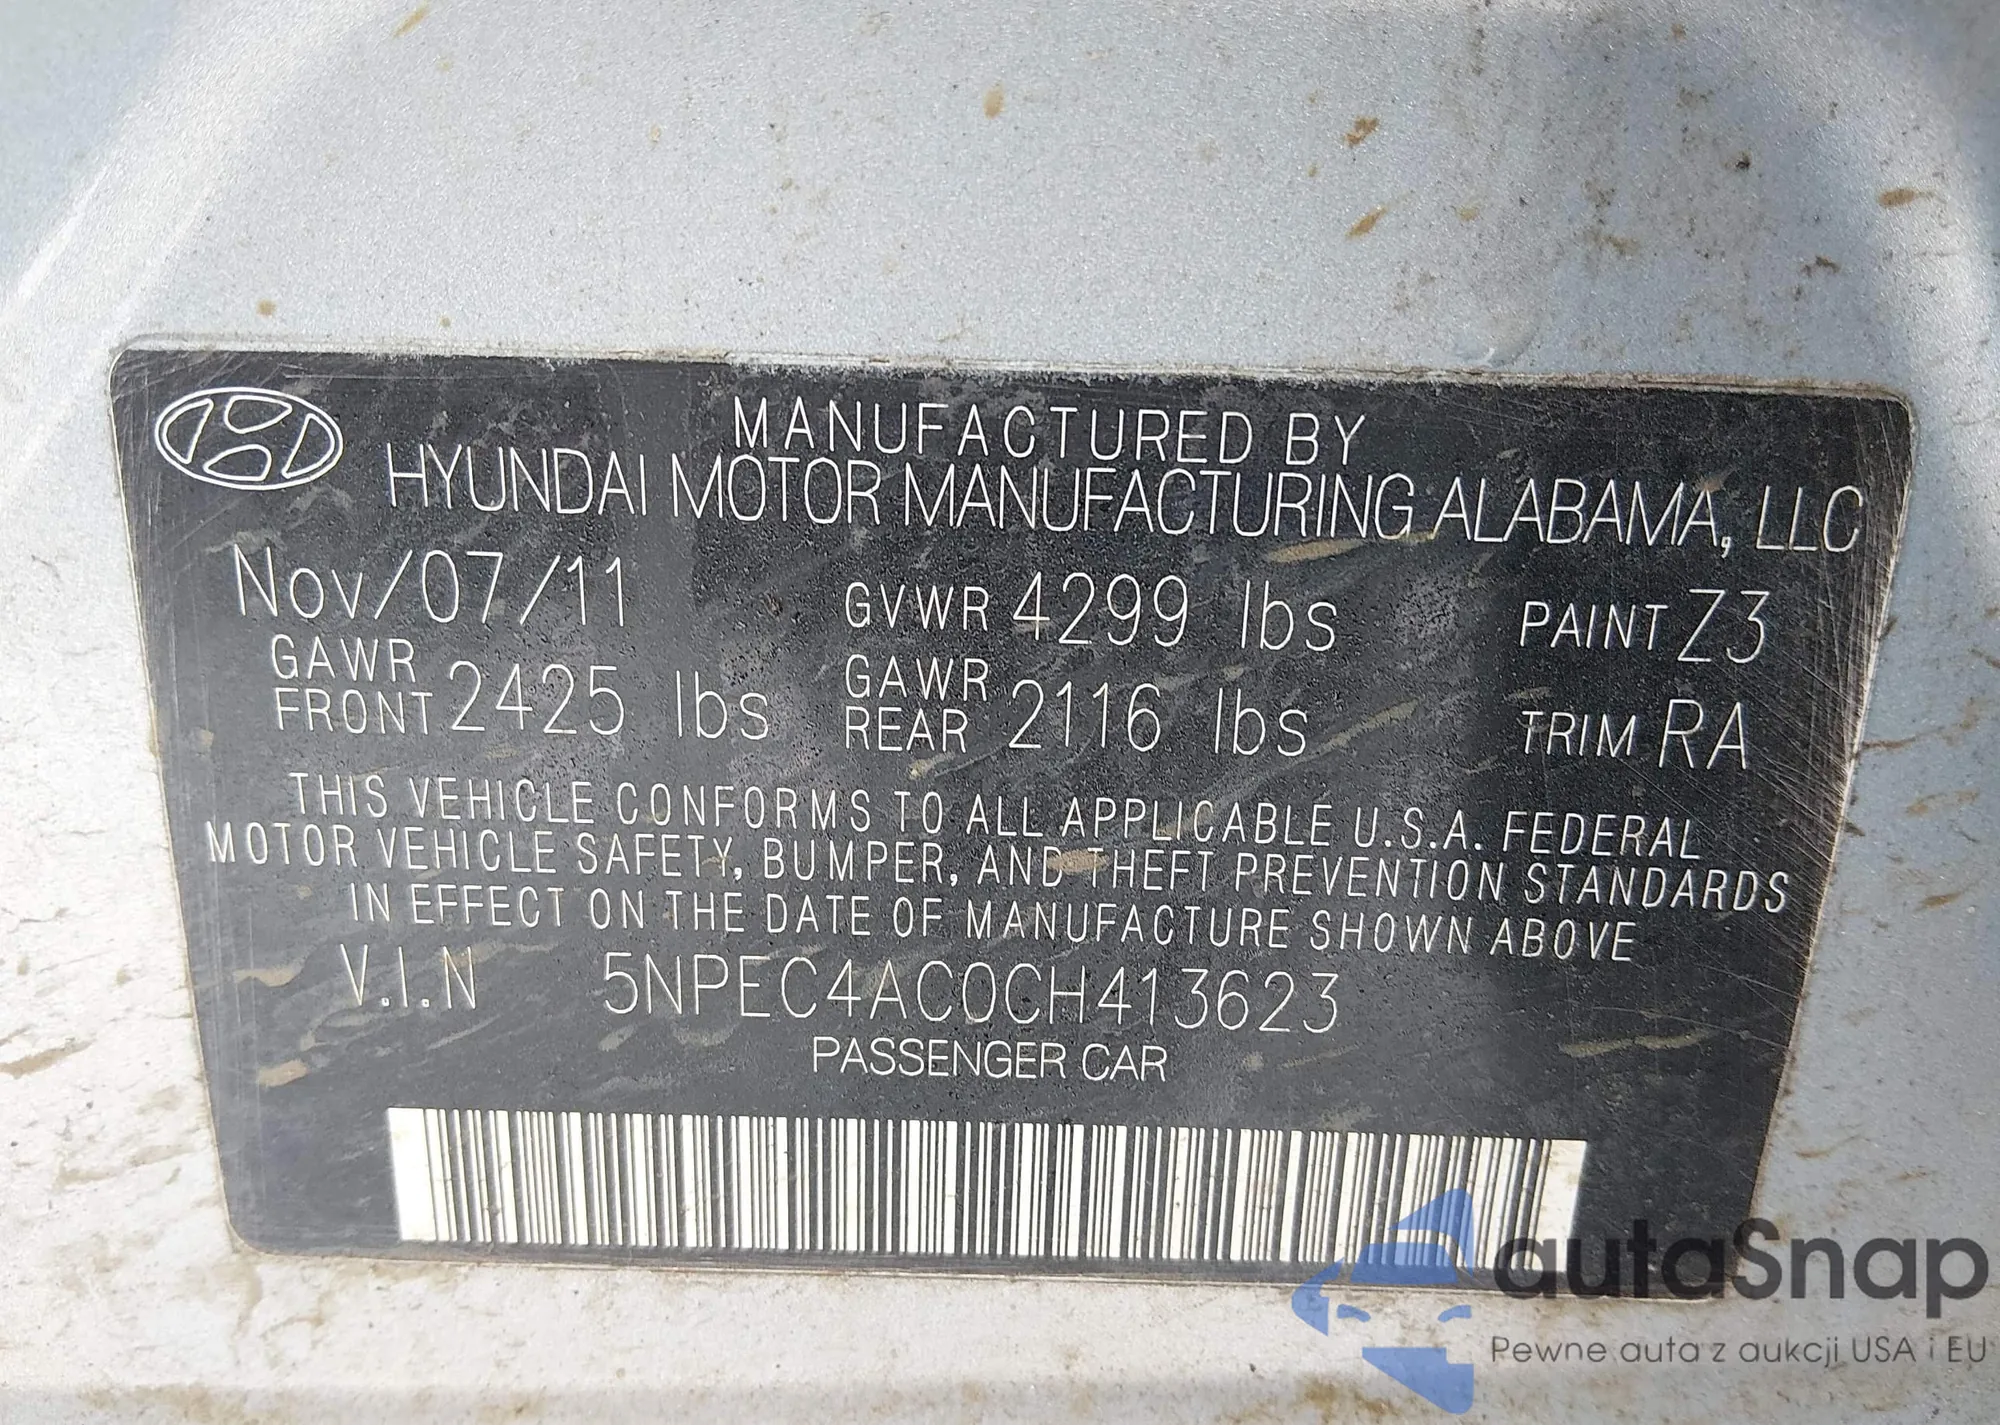 MANUFACTURED BY
HYUNDAI MOTOR MANUFACTURING ALABAMA, LLC
Nov/07/11 GVWR 4299 lbs PAINT Z3
GAWR FRONT 2425 lbs GAWR REAR 2116 lbs TRIM RA
THIS VEHICLE CONFORMS TO ALL APPLICABLE U.S.A. FEDERAL
MOTOR VEHICLE SAFETY, BUMPER, AND THEFT PREVENTION STANDARDS
IN EFFECT ON THE DATE OF MANUFACTURE SHOWN ABOVE
V.I.N 5NPEC4AC0CH413623
PASSENGER CAR
autaSnap
Pewne auta z aukcji USA i EU